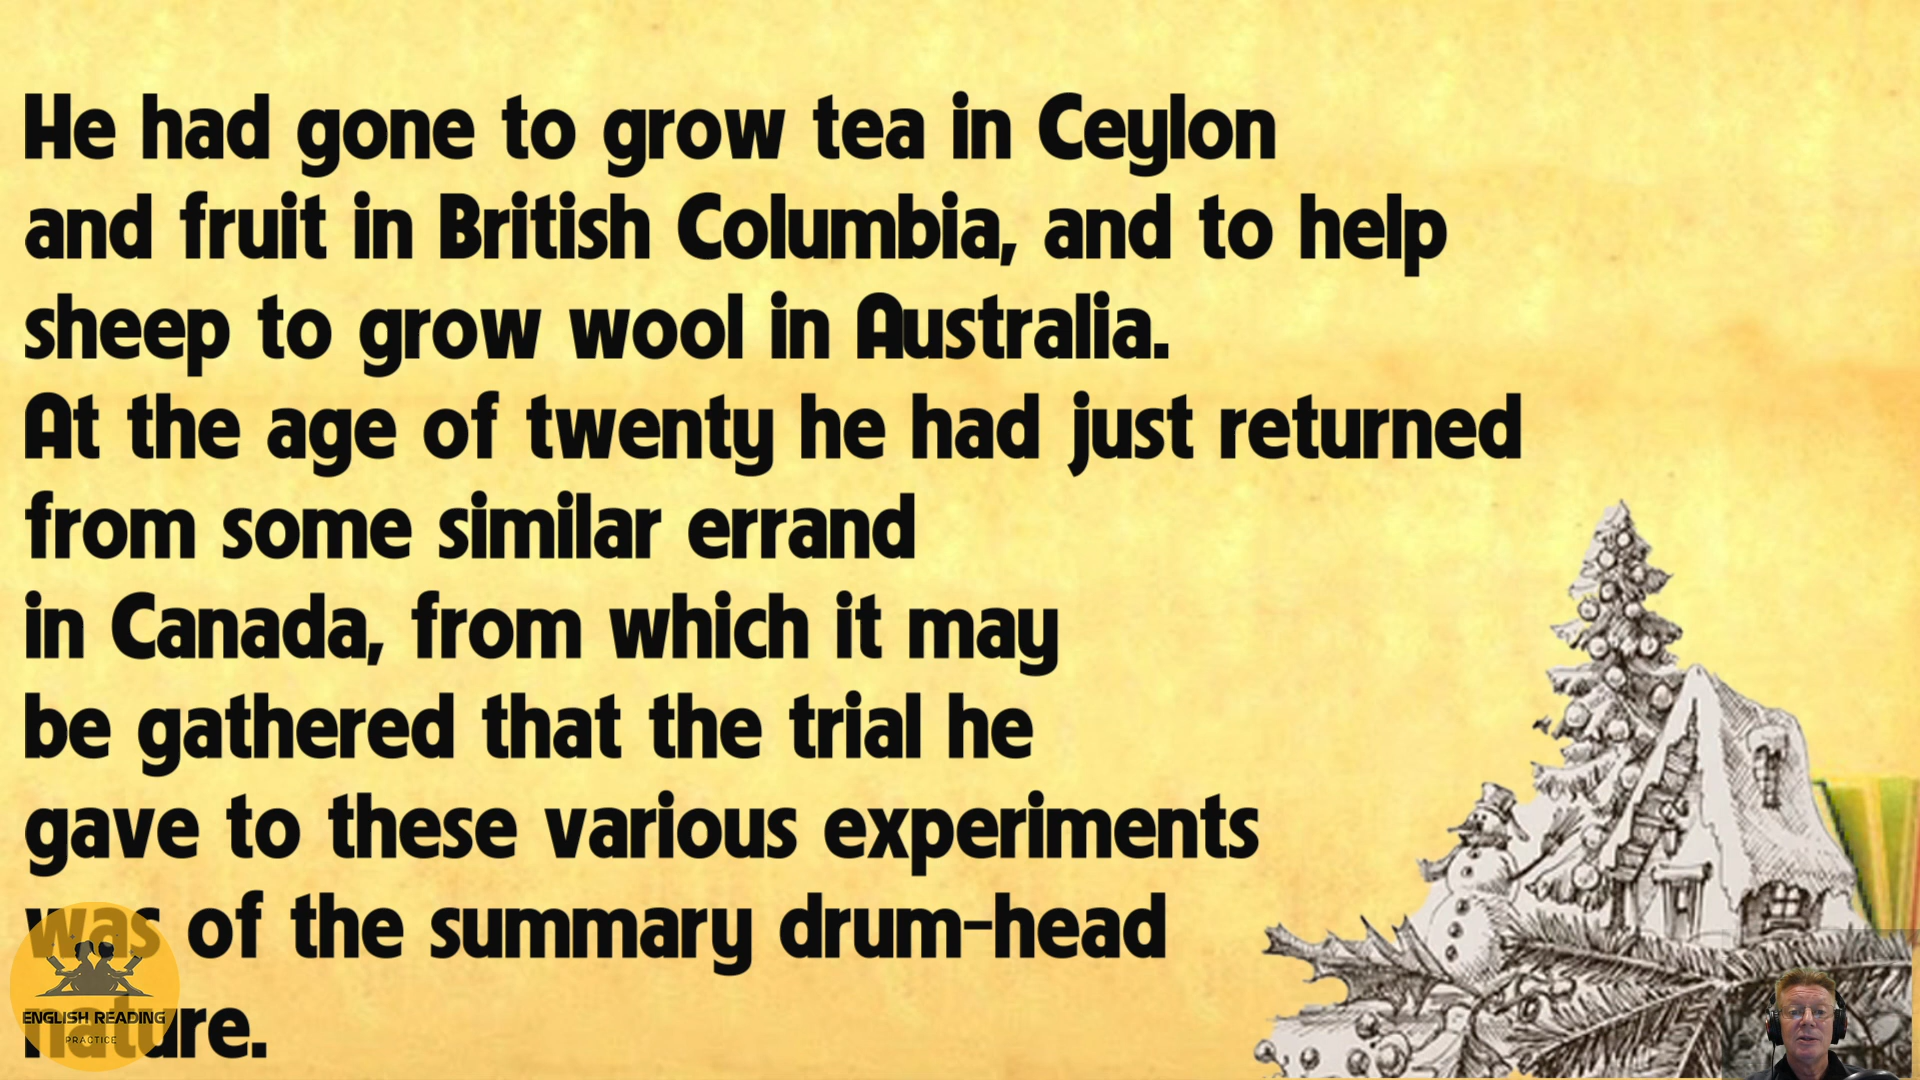 He had gone to grow tea in Ceylon
and fruit in British Columbia, and to help
sheep to grow wool in Australia.
At the age of twenty he had just returned
from some similar errand
in Canada, from which it may
be gathered that the trial he
gave to these various experiments
was of the summary drum-head
nature.
ENGLISH READING
PRACTICE